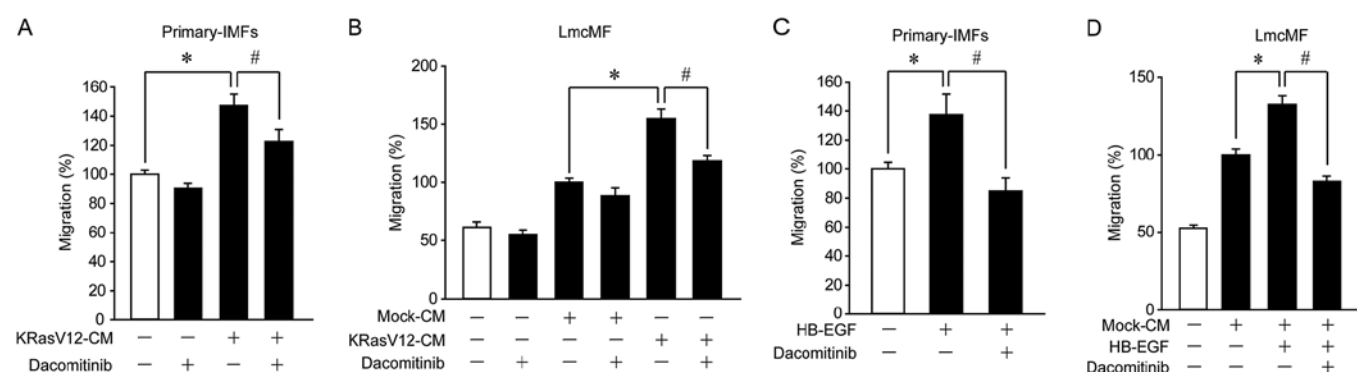 A
Primary-IMFs
* #
Migration (%)
160
140
120
100
80
60
40
20
0
KRasV12-CM — — + +
Dacomitinib — + — +
B
LmcMF
* #
Migration (%)
200
150
100
50
0
Mock-CM — — + + — —
KRasV12-CM — — — — + +
Dacomitinib — + — + — +
C
Primary-IMFs
* #
Migration (%)
160
140
120
100
80
60
40
20
0
HB-EGF — + +
Dacomitinib — — +
D
LmcMF
* #
Migration (%)
150
100
50
0
Mock-CM — + + +
HB-EGF — — + +
Dacomitinib — — — +